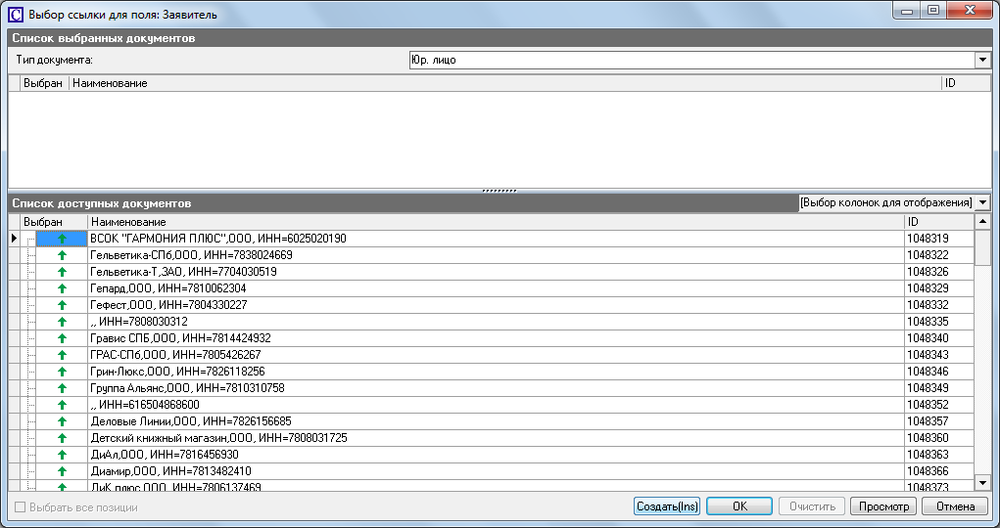 Выбор ссылки для поля: Заявитель
Список выбранных документов
Тип документа: Юр. лицо
Выбран Наименование ID
Список доступных документов [Выбор колонок для отображения]
Выбран Наименование ID
ВСОК "ГАРМОНИЯ ПЛЮС",ООО, ИНН=6025020190 1048319
Гельветика-СПб,ООО, ИНН=7838024669 1048322
Гельветика-Т,ЗАО, ИНН=7704030519 1048326
Гепард,ООО, ИНН=7810062304 1048329
Гефест,ООО, ИНН=7804330227 1048332
,, ИНН=7808030312 1048335
Гравис СПБ,ООО, ИНН=7814424932 1048340
ГРАС-СПб,ООО, ИНН=7805426267 1048343
Грин-Люкс,ООО, ИНН=7826118256 1048346
Группа Альянс,ООО, ИНН=7810310758 1048349
,, ИНН=616504868600 1048352
Деловые Линии,ООО, ИНН=7826156685 1048357
Детский книжный магазин,ООО, ИНН=7808031725 1048360
ДиАл,ООО, ИНН=7816456930 1048363
Диамир,ООО, ИНН=7813482410 1048366
ДиК плюс,ООО, ИНН=7806137469 1048373
Выбрать все позиции Создать(Ins) OK Очистить Просмотр Отмена